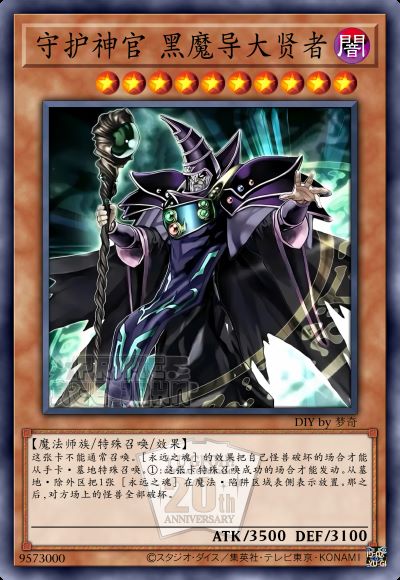 守护神官 黑魔导大贤者
闇
DIY by 梦奇
【魔法师族/特殊召唤/效果】
这张卡不能通常召唤。[永远之魂]的效果把自己怪兽破坏的场合才能
从手卡·墓地特殊召唤。①:这张卡特殊召唤成功的场合才能发动。从墓
地·除外区把1张 [永远之魂] 在魔法·陷阱区域表侧表示放置。那之
后,对方场上的怪兽全部破坏。
20th
ANNIVERSARY
ATK/3500 DEF/3100
9573000
©スタジオ・ダイス/集英社・テレビ東京・KONAMI